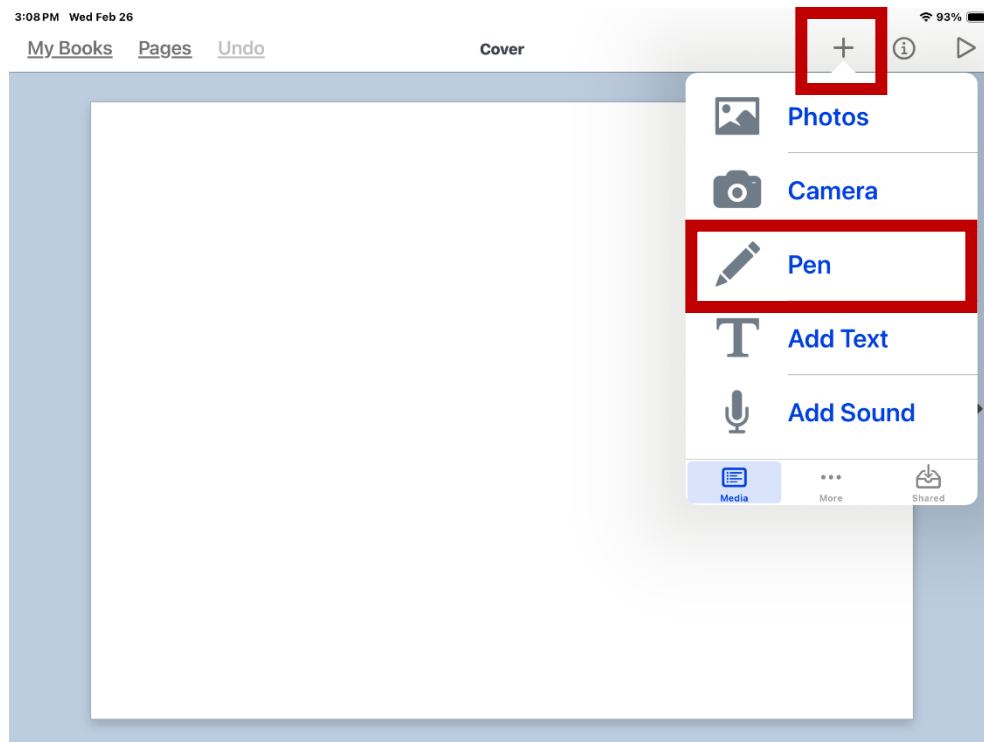 3:08 PM Wed Feb 26 93%
My Books Pages Undo Cover
Photos
Camera
Pen
Add Text
Add Sound
Media More Shared